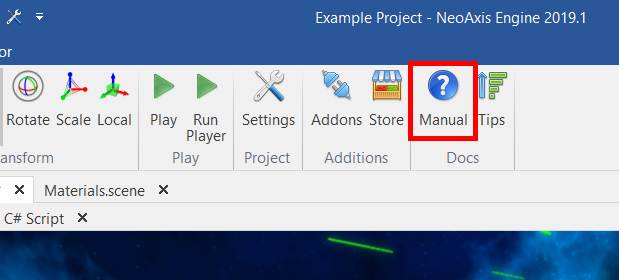 Example Project - NeoAxis Engine 2019.1
or
Rotate Scale Local Play Run Player Settings Addons Store Manual Tips
ansform Play Project Additions Docs
Materials.scene
C# Script